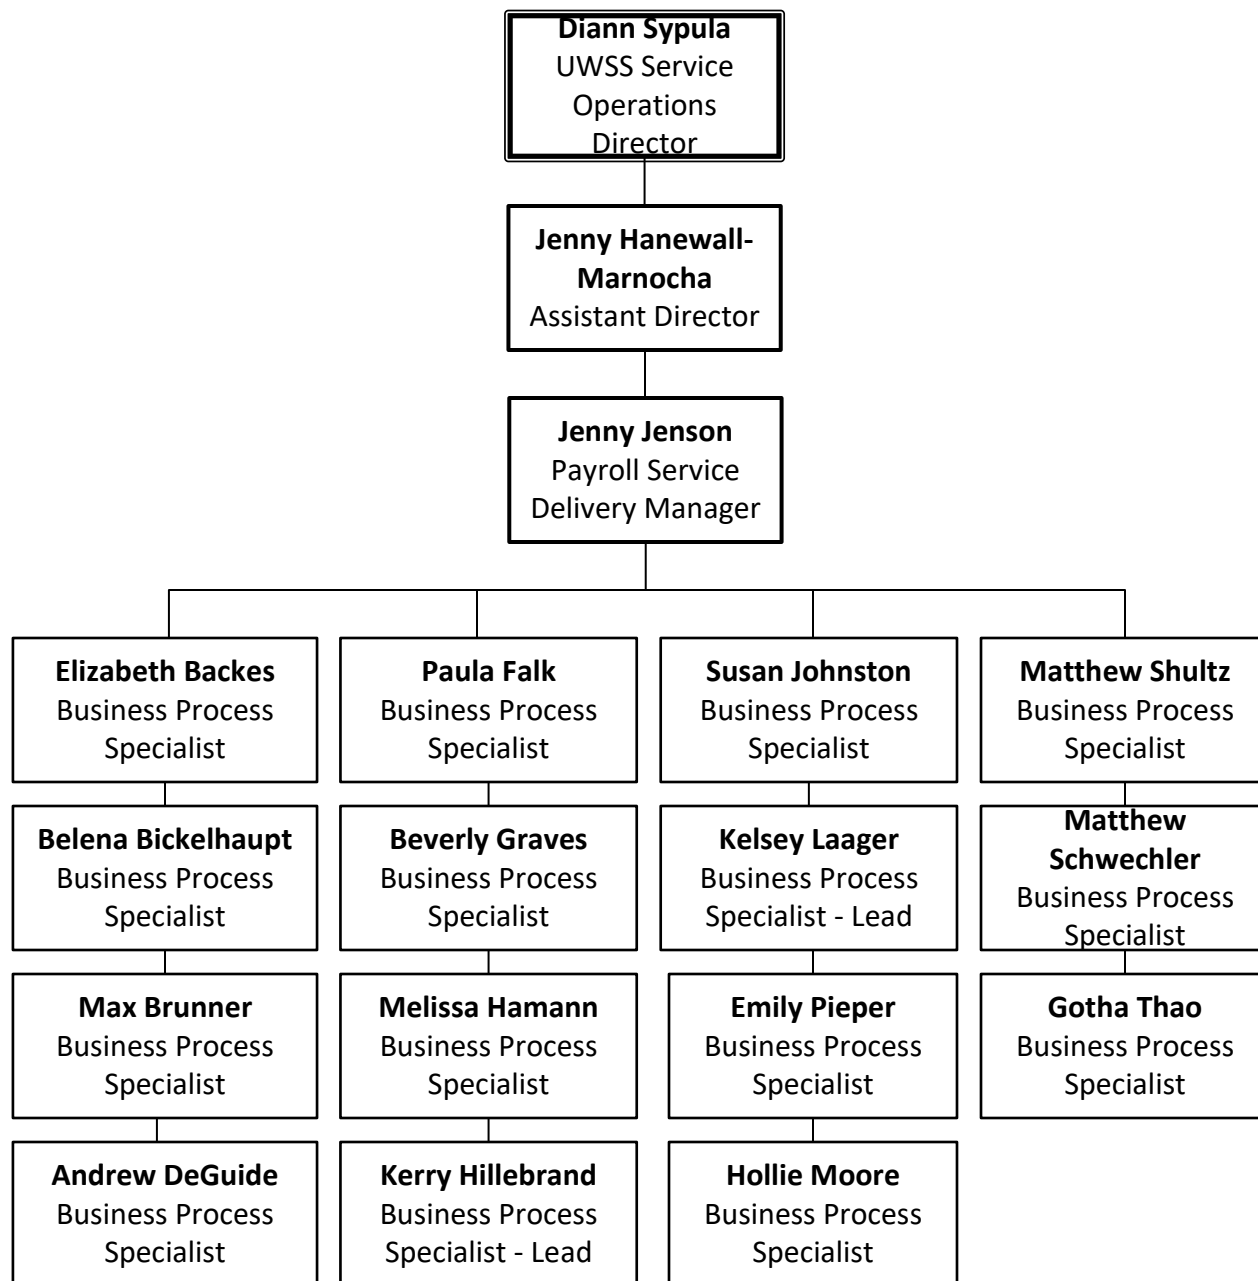 Diann Sypula
UWSS Service
Operations
Director
Jenny Hanewall-
Marnocha
Assistant Director
Jenny Jenson
Payroll Service
Delivery Manager
Elizabeth Backes
Business Process
Specialist
Paula Falk
Business Process
Specialist
Susan Johnston
Business Process
Specialist
Matthew Shultz
Business Process
Specialist
Belena Bickelhaupt
Business Process
Specialist
Beverly Graves
Business Process
Specialist
Kelsey Laager
Business Process
Specialist - Lead
Matthew
Schwechler
Business Process
Specialist
Max Brunner
Business Process
Specialist
Melissa Hamann
Business Process
Specialist
Emily Pieper
Business Process
Specialist
Gotha Thao
Business Process
Specialist
Andrew DeGuide
Business Process
Specialist
Kerry Hillebrand
Business Process
Specialist - Lead
Hollie Moore
Business Process
Specialist